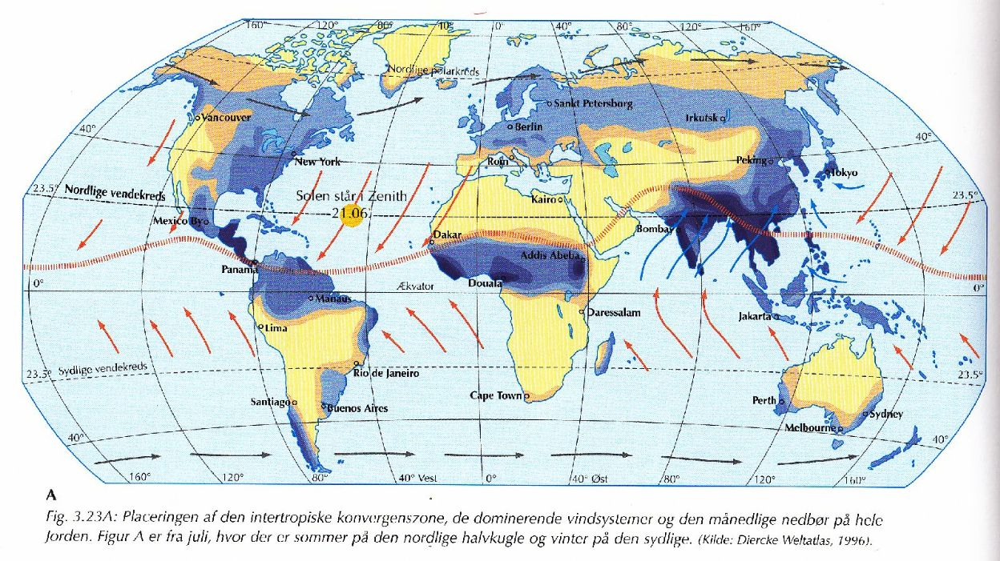 160° 120° 80° 40° 0° 40° 80° 120° 160°
Nordlige polarkreds
Sankt Petersborg
Vancouver
Berlin
Irkutsk
40°
40°
New York
Rom
Peking
Tokyo
Nordlige vendekreds
23.5°
Solen står i Zenith
21.06.
Kairo
23.5°
Mexico By
Dakar
Bombay
Addis Abeba
Panama
Douala
0°
Ækvator
0°
Manaus
Daressalam
Jakarta
Lima
Sydlige vendekreds
23.5°
Rio de Janeiro
23.5°
Santiago
Buenos Aires
Cape Town
Perth
Sydney
Melbourne
40°
40°
160° 120° 80° 40° Vest 0° 40° Øst 80° 120° 160°
A
Fig. 3.23A: Placeringen af den intertropiske konvergenszone, de dominerende vindsystemer og den månedlige nedbør på hele
Jorden. Figur A er fra juli, hvor der er sommer på den nordlige halvkugle og vinter på den sydlige. (Kilde: Diercke Weltatlas, 1996).